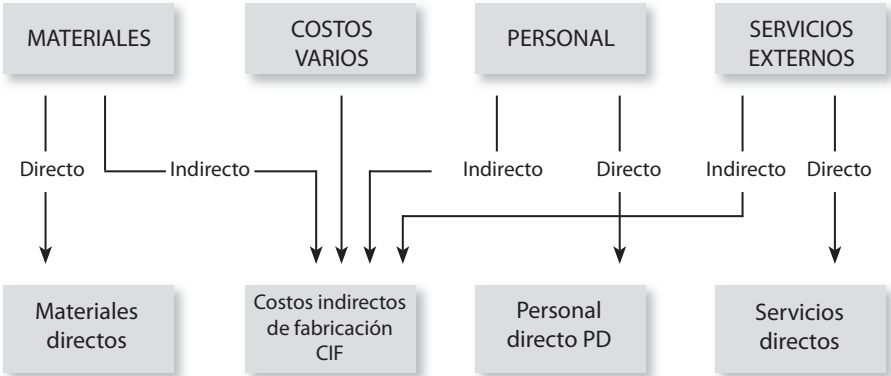 MATERIALES
COSTOS
VARIOS
PERSONAL
SERVICIOS
EXTERNOS
Directo
Indirecto
Indirecto
Directo
Indirecto
Directo
Materiales
directos
Costos indirectos
de fabricación
CIF
Personal
directo PD
Servicios
directos